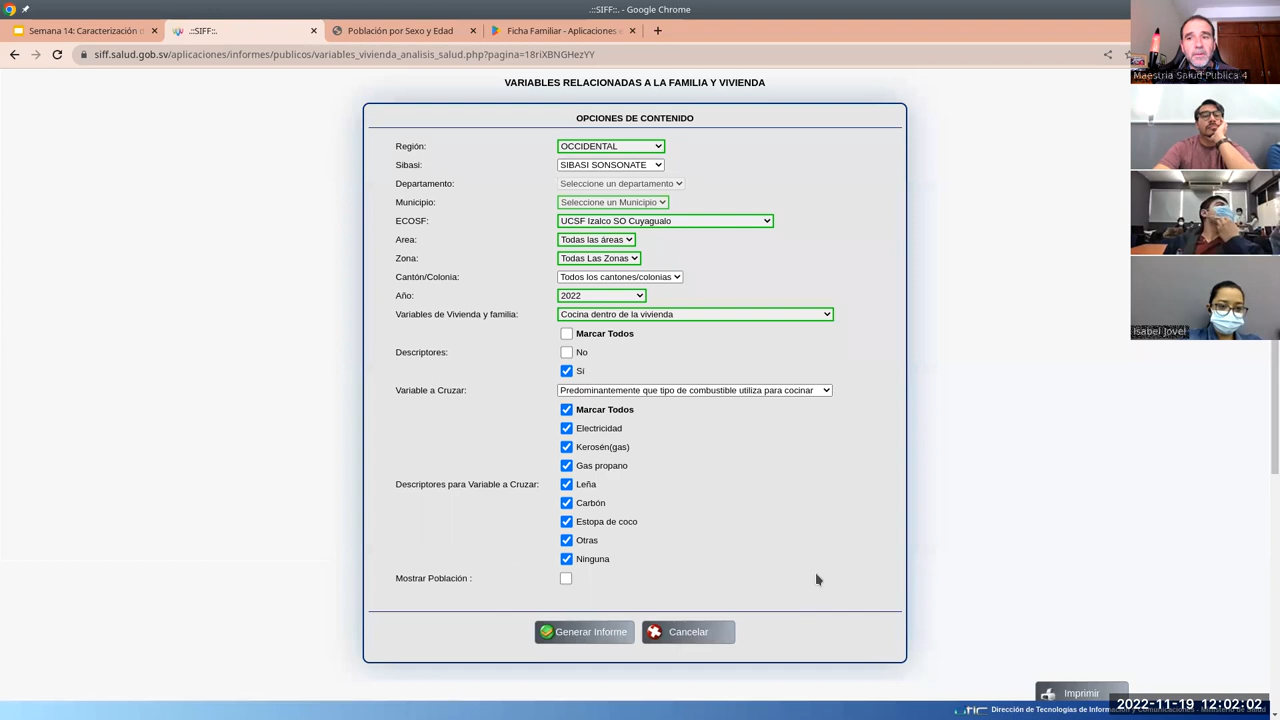 .::SIFF::. - Google Chrome
Semana 14: Caracterización d
.::SIFF::.
Población por Sexo y Edad
Ficha Familiar - Aplicaciones e
siff.salud.gob.sv/aplicaciones/informes/publicos/variables_vivienda_analisis_salud.php?pagina=18riXBNGHezYY
Maestria Salud Publica 4
VARIABLES RELACIONADAS A LA FAMILIA Y VIVIENDA
OPCIONES DE CONTENIDO
Región: OCCIDENTAL
Sibasi: SIBASI SONSONATE
Departamento: Seleccione un departamento
Municipio: Seleccione un Municipio
ECOSF: UCSF Izalco SO Cuyagualo
Area: Todas las áreas
Zona: Todas Las Zonas
Cantón/Colonia: Todos los cantones/colonias
Año: 2022
Variables de Vivienda y familia: Cocina dentro de la vivienda
Isabel Jovel
Marcar Todos
Descriptores: No
Sí
Variable a Cruzar: Predominantemente que tipo de combustible utiliza para cocinar
Marcar Todos
Electricidad
Kerosén(gas)
Gas propano
Descriptores para Variable a Cruzar: Leña
Carbón
Estopa de coco
Otras
Ninguna
Mostrar Población :
Generar Informe
Cancelar
Imprimir
2022-11-19 12:02:02
Dirección de Tecnologías de Información y Comunicaciones - Ministerio de Salud